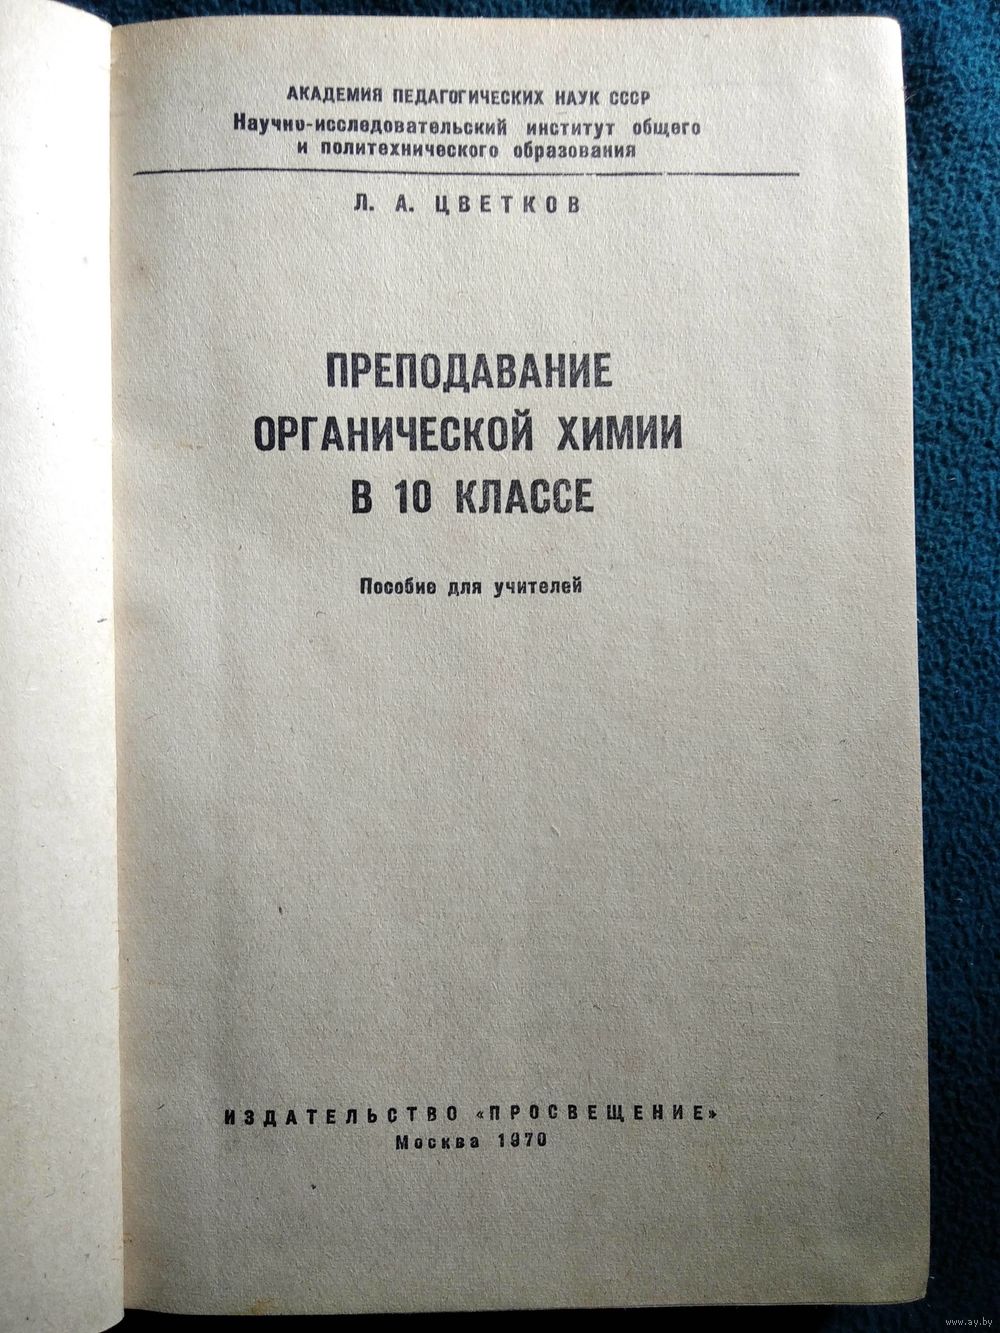 АКАДЕМИЯ ПЕДАГОГИЧЕСКИХ НАУК СССР
Научно-исследовательский институт общего
и политехнического образования
Л. А. ЦВЕТКОВ
ПРЕПОДАВАНИЕ
ОРГАНИЧЕСКОЙ ХИМИИ
В 10 КЛАССЕ
Пособие для учителей
ИЗДАТЕЛЬСТВО «ПРОСВЕЩЕНИЕ»
Москва 1970
www.ay.by